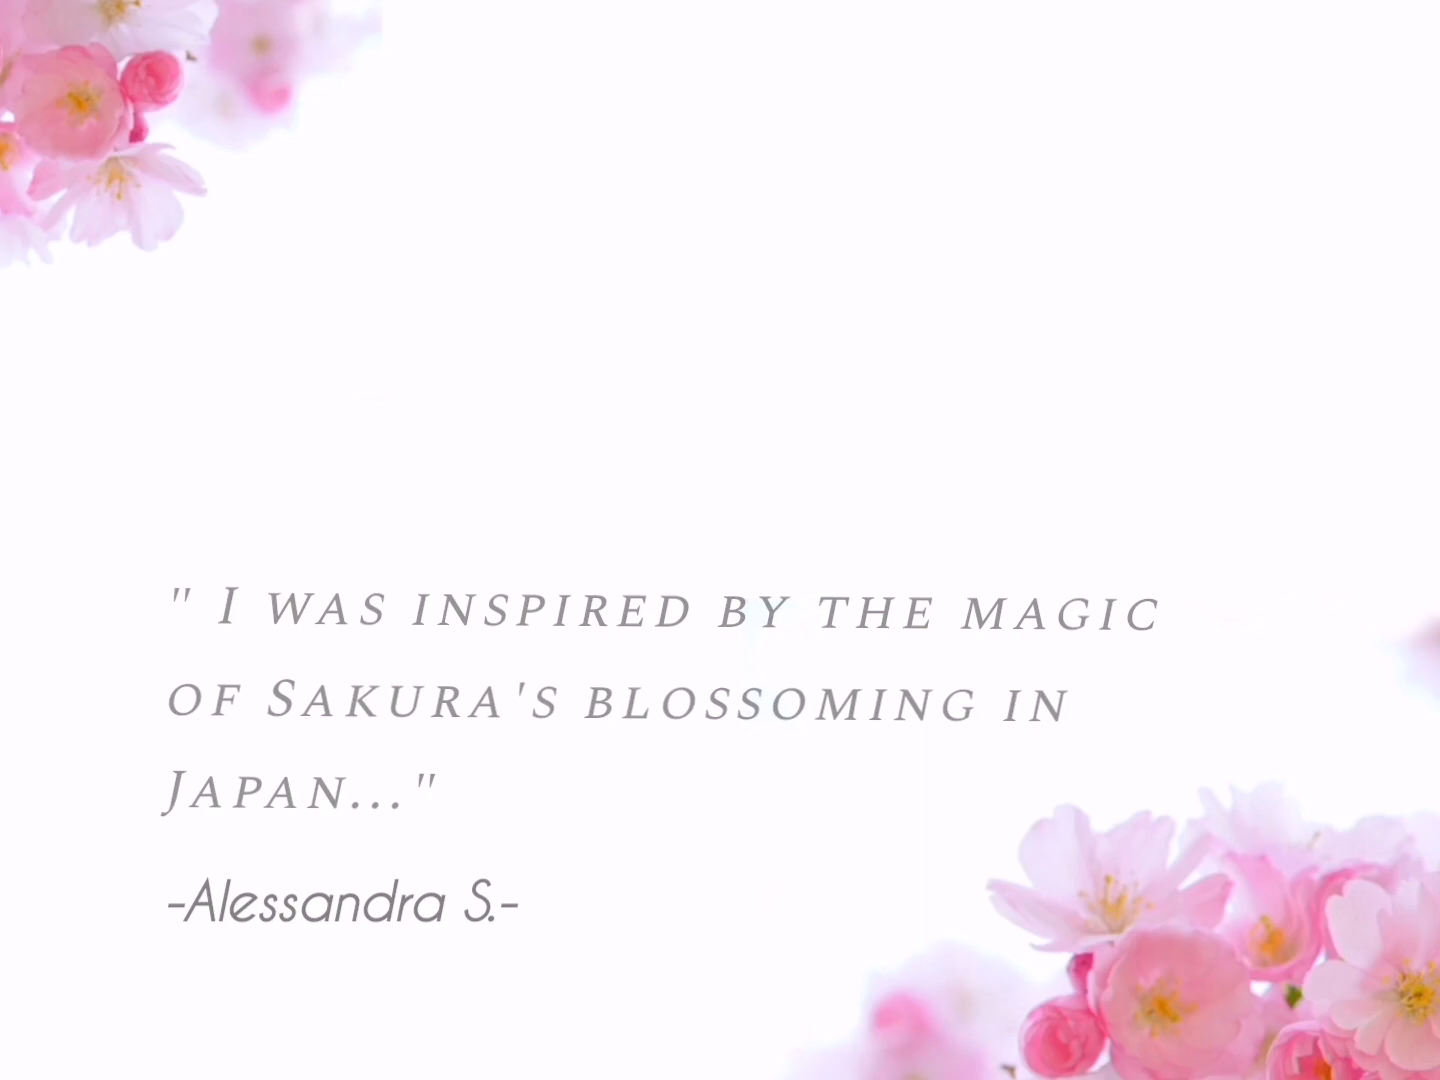 " I was inspired by the magic
of Sakura's blossoming in
Japan..."
-Alessandra S.-